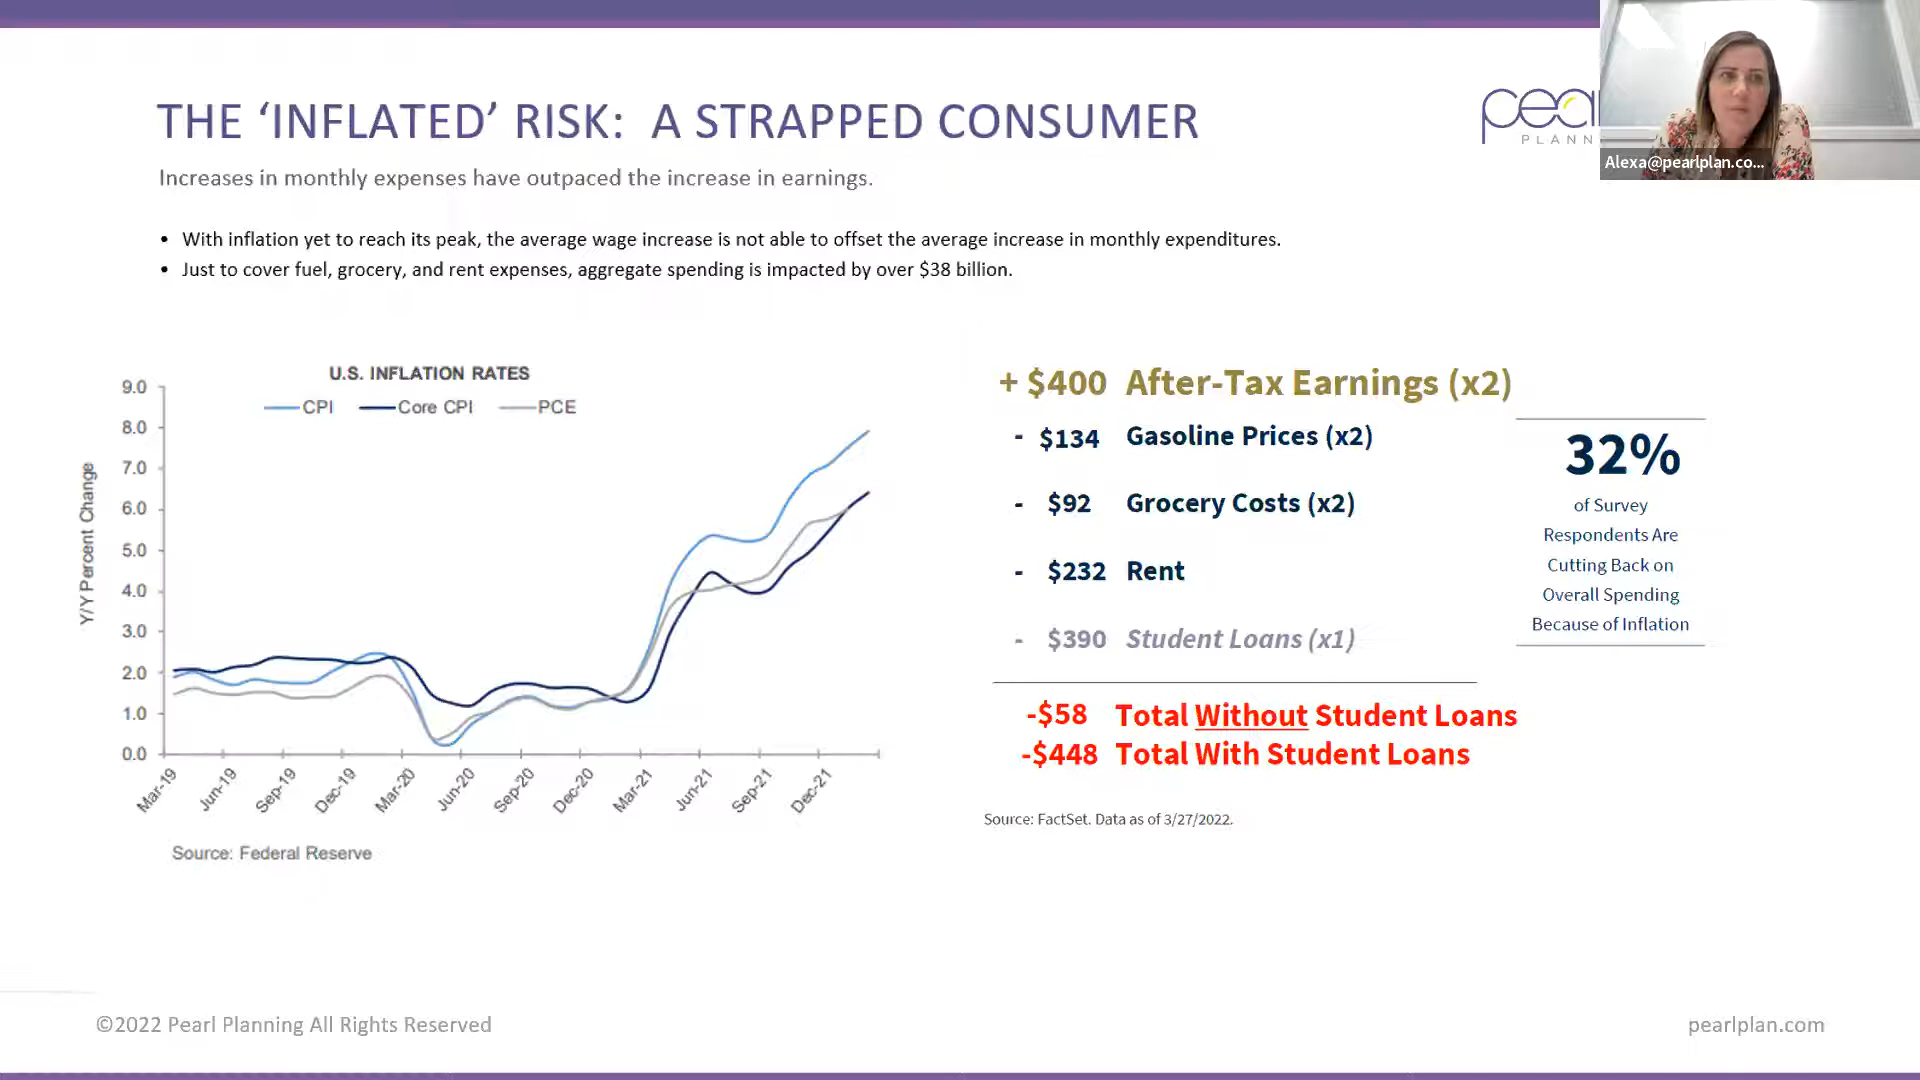 THE ‘INFLATED’ RISK: A STRAPPED CONSUMER
Increases in monthly expenses have outpaced the increase in earnings.
• With inflation yet to reach its peak, the average wage increase is not able to offset the average increase in monthly expenditures.
• Just to cover fuel, grocery, and rent expenses, aggregate spending is impacted by over $38 billion.
Alexa@pearlplan.co...
U.S. INFLATION RATES
CPI Core CPI PCE
Y/Y Percent Change
9.0
8.0
7.0
6.0
5.0
4.0
3.0
2.0
1.0
0.0
Mar-19 Jun-19 Sep-19 Dec-19 Mar-20 Jun-20 Sep-20 Dec-20 Mar-21 Jun-21 Sep-21 Dec-21
Source: Federal Reserve
+ $400 After-Tax Earnings (x2)
- $134 Gasoline Prices (x2)
- $92 Grocery Costs (x2)
- $232 Rent
- $390 Student Loans (x1)
-$58 Total Without Student Loans
-$448 Total With Student Loans
Source: FactSet. Data as of 3/27/2022.
32%
of Survey
Respondents Are
Cutting Back on
Overall Spending
Because of Inflation
©2022 Pearl Planning All Rights Reserved
pearlplan.com